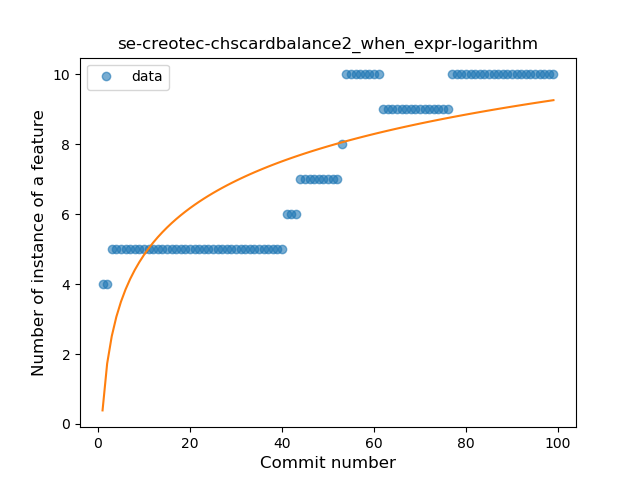 se-creotec-chscardbalance2_when_expr-logarithm
data
Number of instance of a feature
10
8
6
4
2
0
0 20 40 60 80 100
Commit number